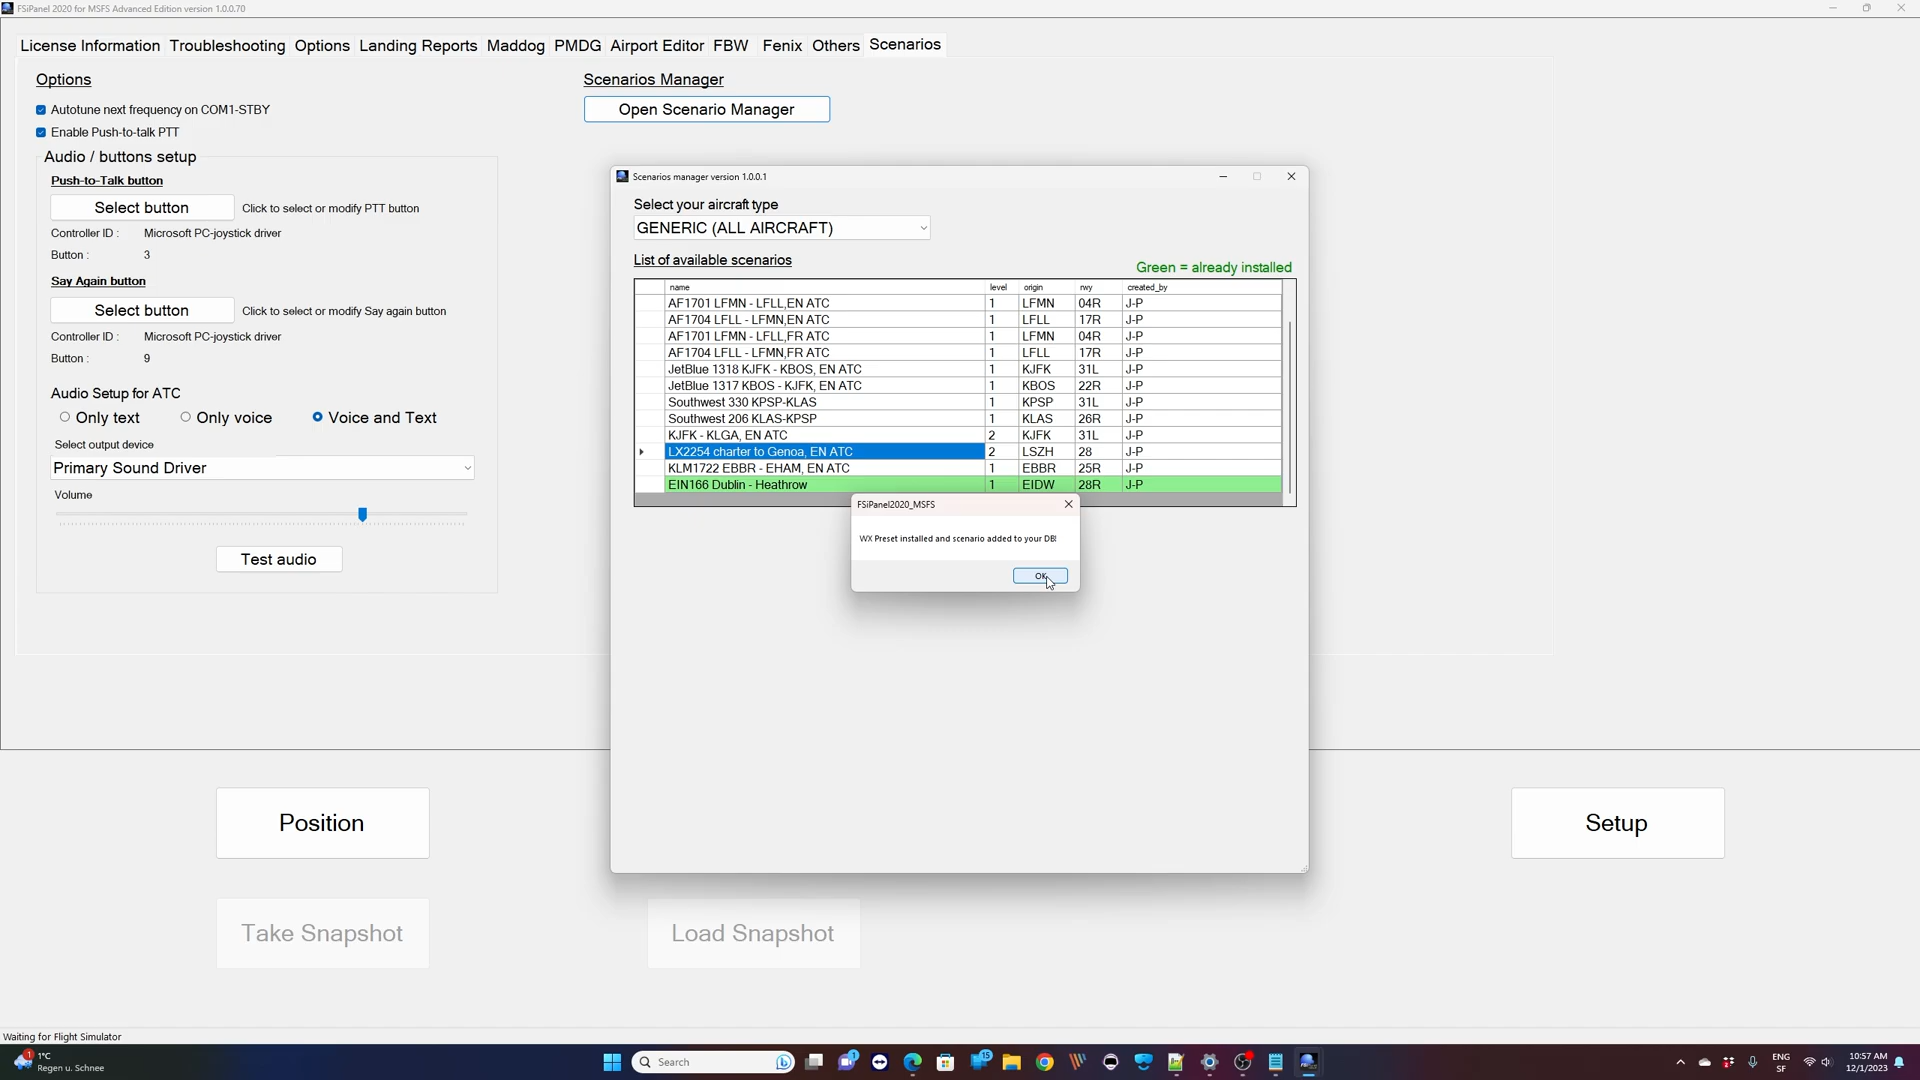 FSiPanel 2020 for MSFS Advanced Edition version 1.0.0.70
License Information Troubleshooting Options Landing Reports Maddog PMDG Airport Editor FBW Fenix Others Scenarios
Options
Autotune next frequency on COM1-STBY
Enable Push-to-talk PTT
Audio / buttons setup
Push-to-Talk button
Select button Click to select or modify PTT button
Controller ID : Microsoft PC-joystick driver
Button : 3
Say Again button
Select button Click to select or modify Say again button
Controller ID : Microsoft PC-joystick driver
Button : 9
Audio Setup for ATC
Only text Only voice Voice and Text
Select output device
Primary Sound Driver
Volume
Test audio
Scenarios Manager
Open Scenario Manager
Scenarios manager version 1.0.0.1
Select your aircraft type
GENERIC (ALL AIRCRAFT)
List of available scenarios
Green = already installed
name level origin rwy created_by
AF1701 LFMN - LFLL,EN ATC 1 LFMN 04R J-P
AF1704 LFLL - LFMN,EN ATC 1 LFLL 17R J-P
AF1701 LFMN - LFLL,FR ATC 1 LFMN 04R J-P
AF1704 LFLL - LFMN,FR ATC 1 LFLL 17R J-P
JetBlue 1318 KJFK - KBOS, EN ATC 1 KJFK 31L J-P
JetBlue 1317 KBOS - KJFK, EN ATC 1 KBOS 22R J-P
Southwest 330 KPSP-KLAS 1 KPSP 31L J-P
Southwest 206 KLAS-KPSP 1 KLAS 26R J-P
KJFK - KLGA, EN ATC 2 KJFK 31L J-P
LX2254 charter to Genoa, EN ATC 2 LSZH 28 J-P
KLM1722 EBBR - EHAM, EN ATC 1 EBBR 25R J-P
EIN166 Dublin - Heathrow 1 EIDW 28R J-P
FSiPanel2020_MSFS
WX Preset installed and scenario added to your DB!
OK
Position
Setup
Take Snapshot
Load Snapshot
Waiting for Flight Simulator
1
1°C
Regen u. Schnee
Search
1
15
ENG
SF
10:57 AM
12/1/2023